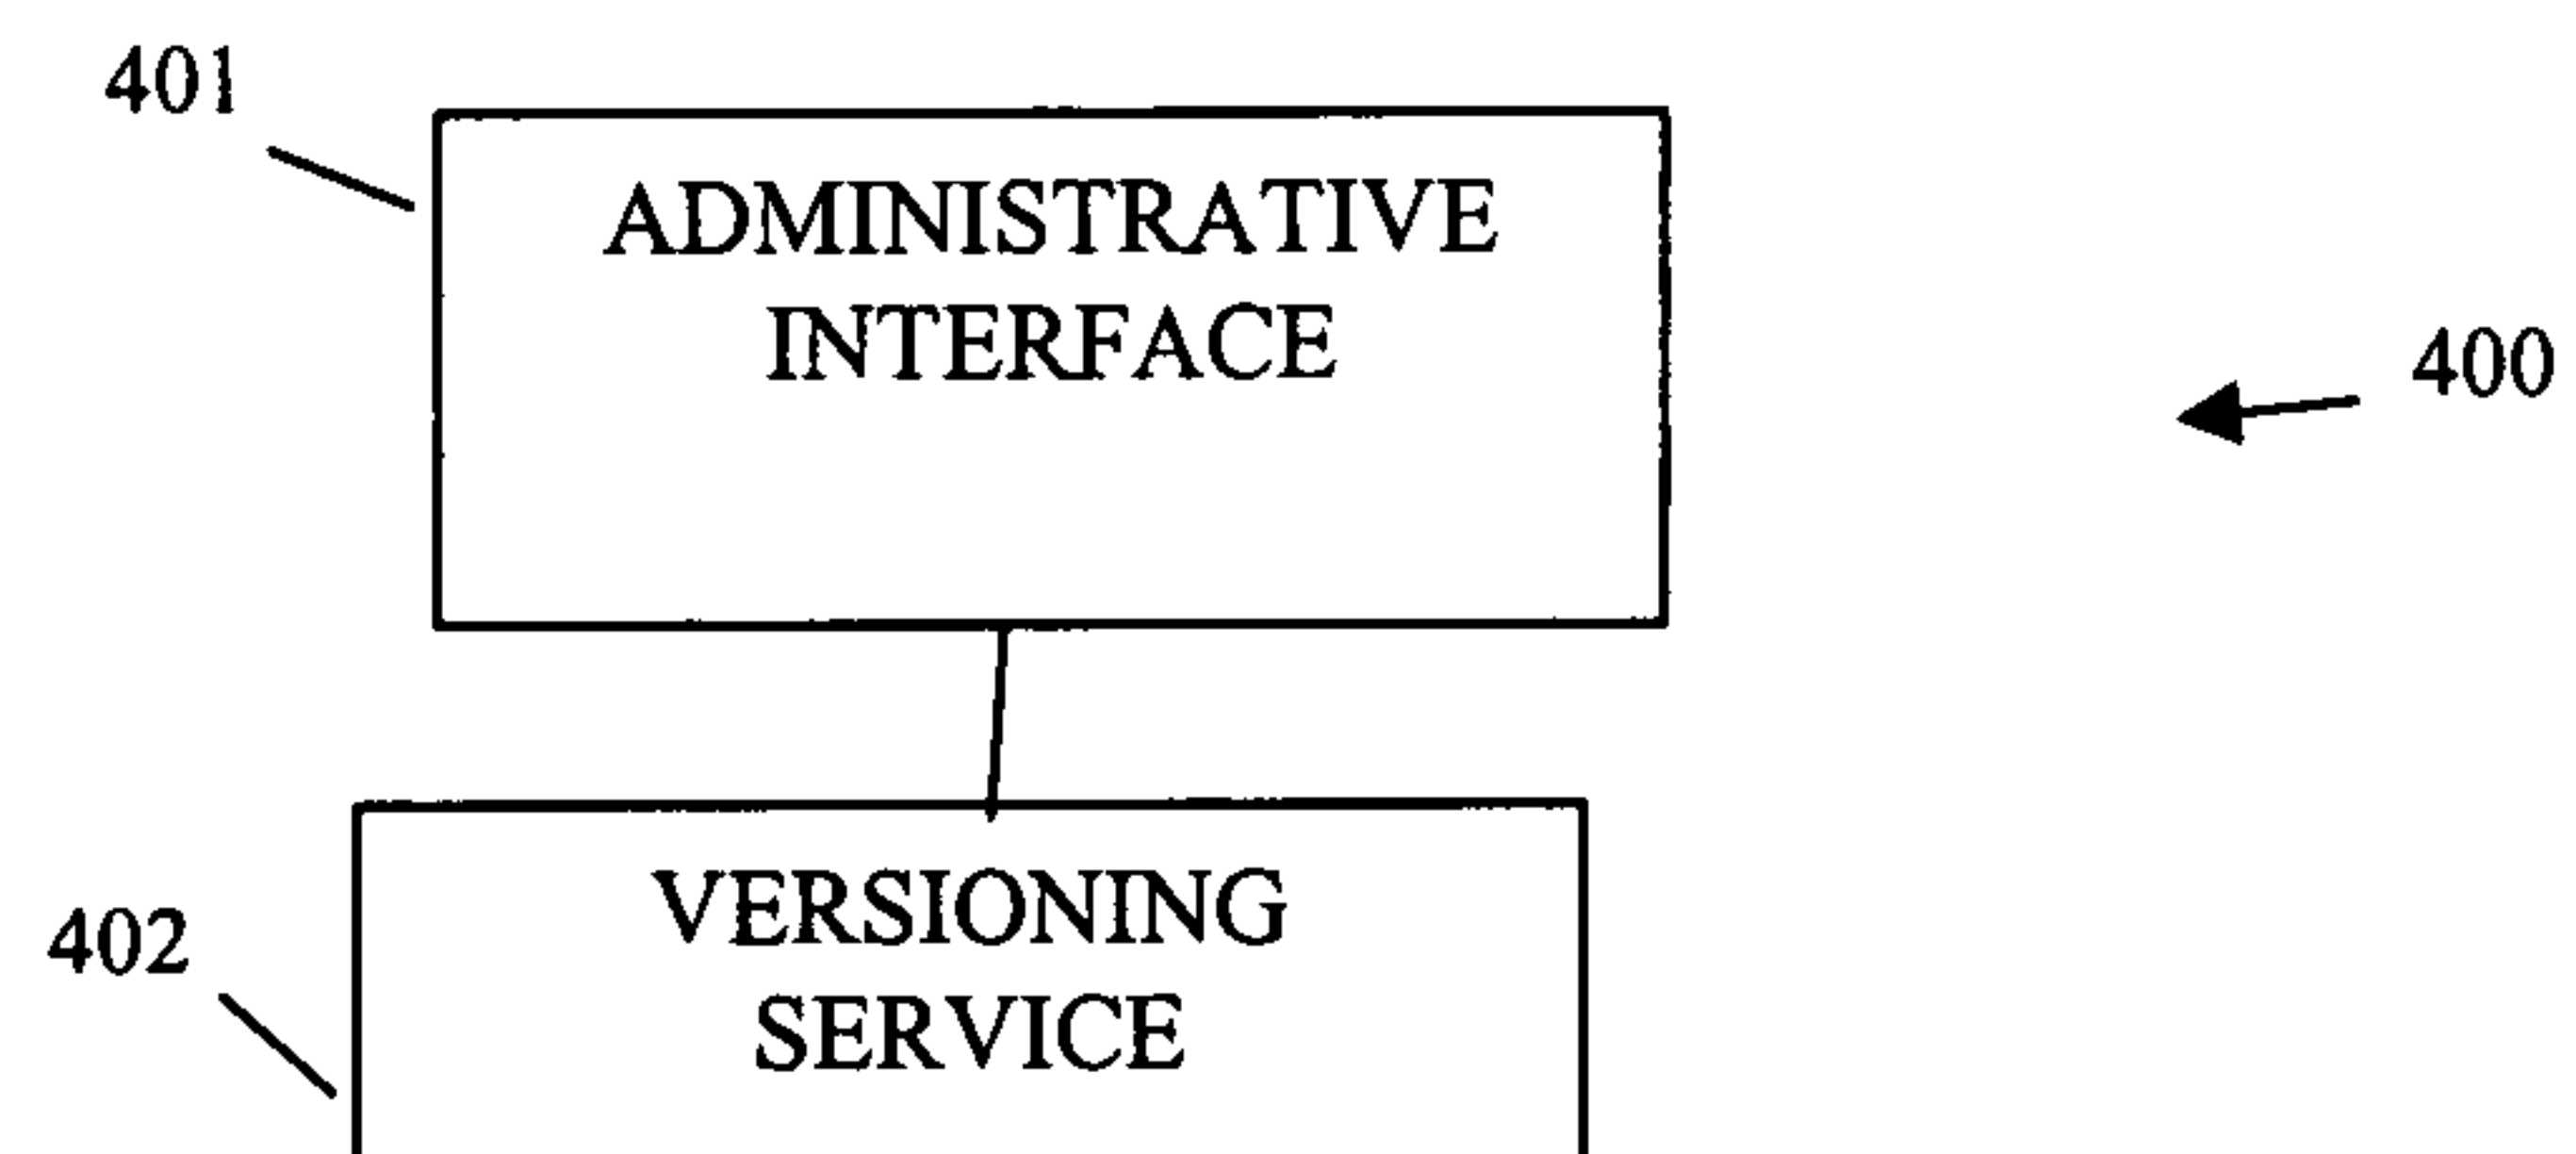 401
ADMINISTRATIVE
INTERFACE
400
VERSIONING
SERVICE
402